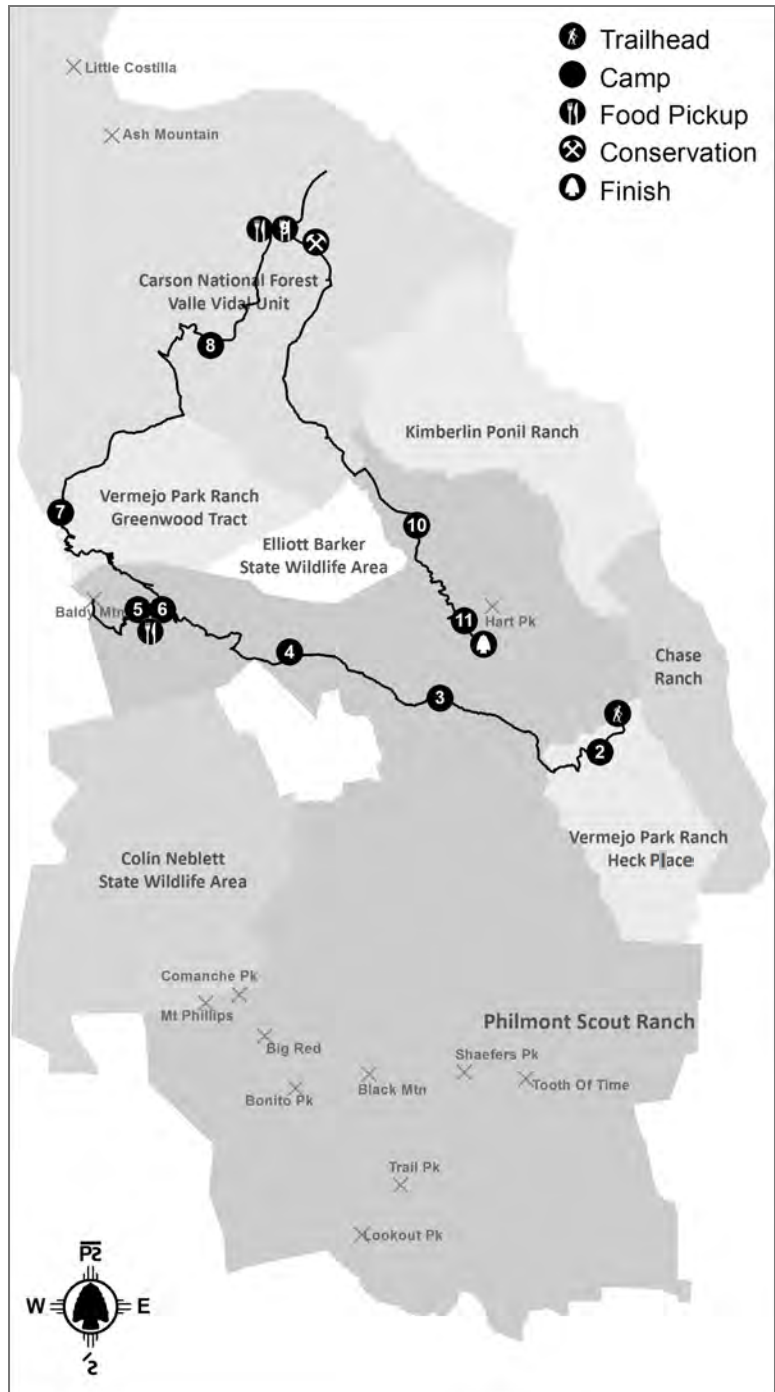 Trailhead
Camp
Food Pickup
Conservation
Finish
Little Costilla
Ash Mountain
9
Carson National Forest
Valle Vidal Unit
8
Kimberlin Ponil Ranch
Vermejo Park Ranch
Greenwood Tract
7
10
Elliott Barker
State Wildlife Area
Baldy Mtn
5
6
11
Hart Pk
4
Chase
Ranch
3
2
Vermejo Park Ranch
Heck Place
Colin Neblett
State Wildlife Area
Comanche Pk
Mt Phillips
Philmont Scout Ranch
Big Red
Shaefers Pk
Black Mtn
Tooth Of Time
Bonito Pk
Trail Pk
Lookout Pk
W
E